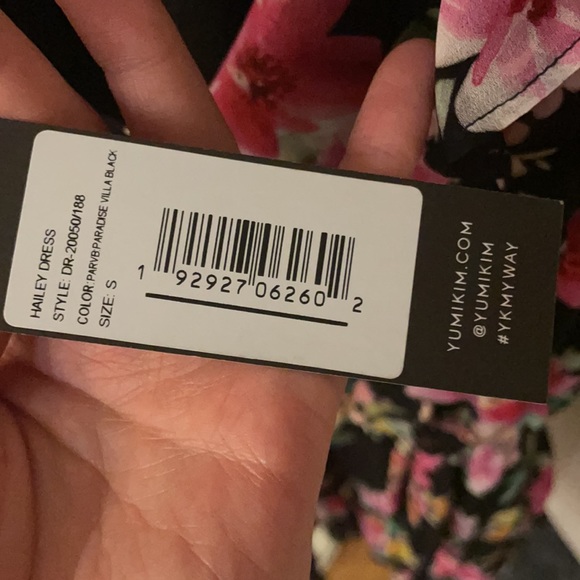 HAILEY DRESS
STYLE: DR-20050/188
COLOR: PARVB:PARADISE VILLA BLACK
SIZE: S
1 92927 06260 2
YUMIKIM.COM
@YUMIKIM
#YKMYWAY